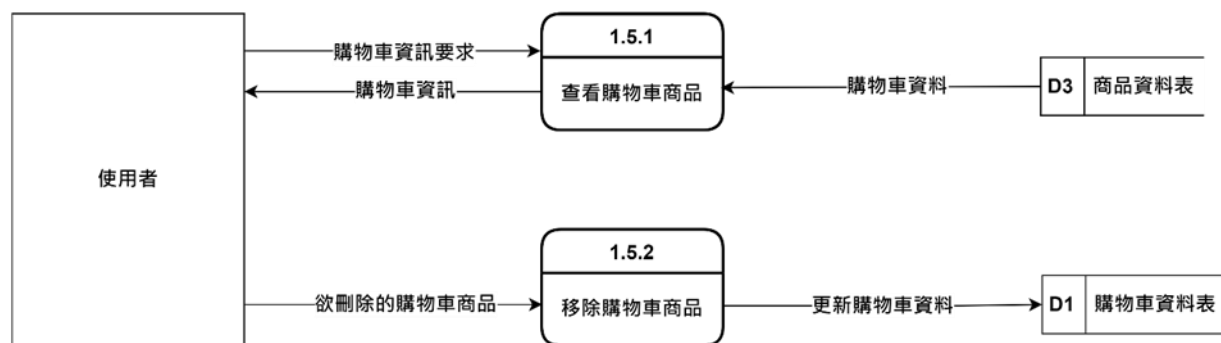 1.5.1
購物車資訊要求
購物車資訊
查看購物車商品
購物車資料
D3 商品資料表
使用者
1.5.2
欲刪除的購物車商品
移除購物車商品
更新購物車資料
D1 購物車資料表